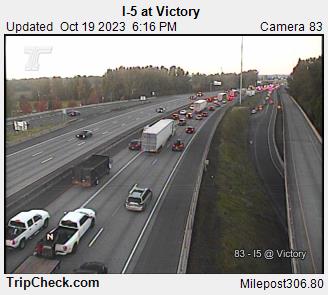 I-5 at Victory
Updated Oct 19 2023 6:16 PM Camera 83
TR
N
83 - I5 @ Victory
TripCheck.com Milepost306.80